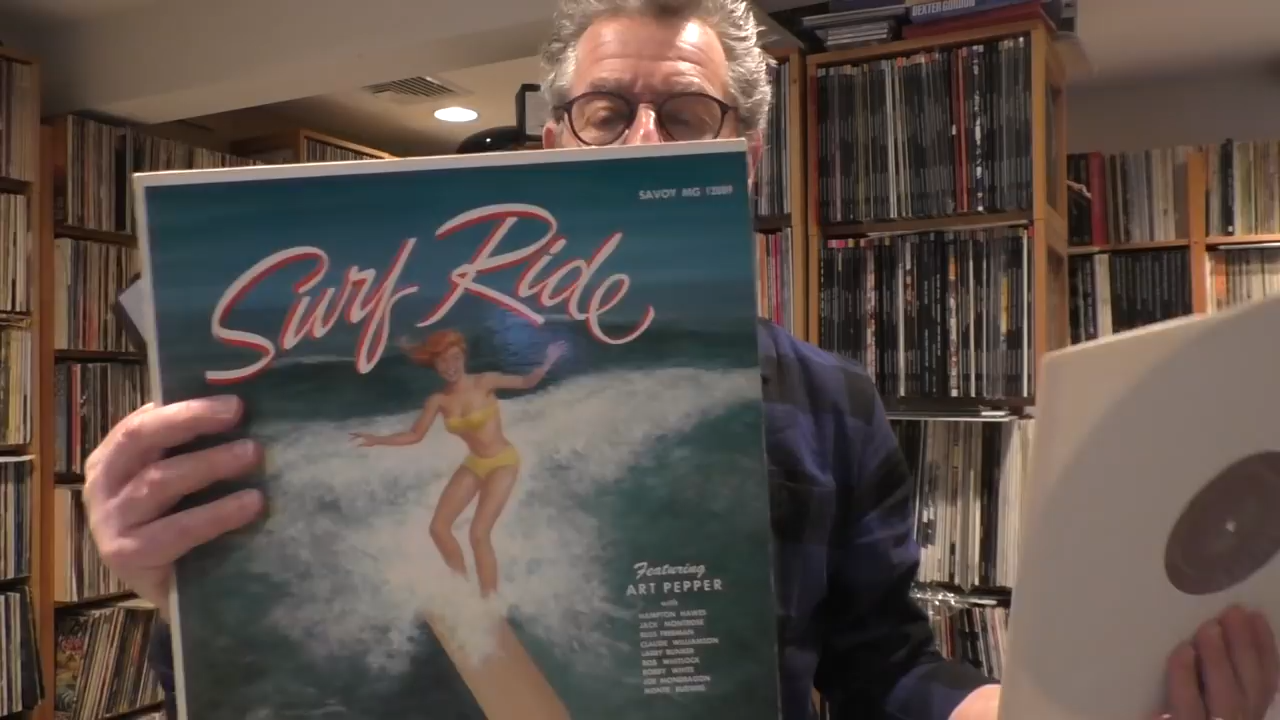 DEXTER GORDON
SAVOY MG 12089
Surf Ride
Featuring
ART PEPPER
with
HAMPTON HAWES
JACK MONTROSE
RUSS FREEMAN
CLAUDE WILLIAMSON
LARRY BUNKER
BOB WHITLOCK
BOBBY WHITE
JOE MONDRAGON
MONTE BUDWIG